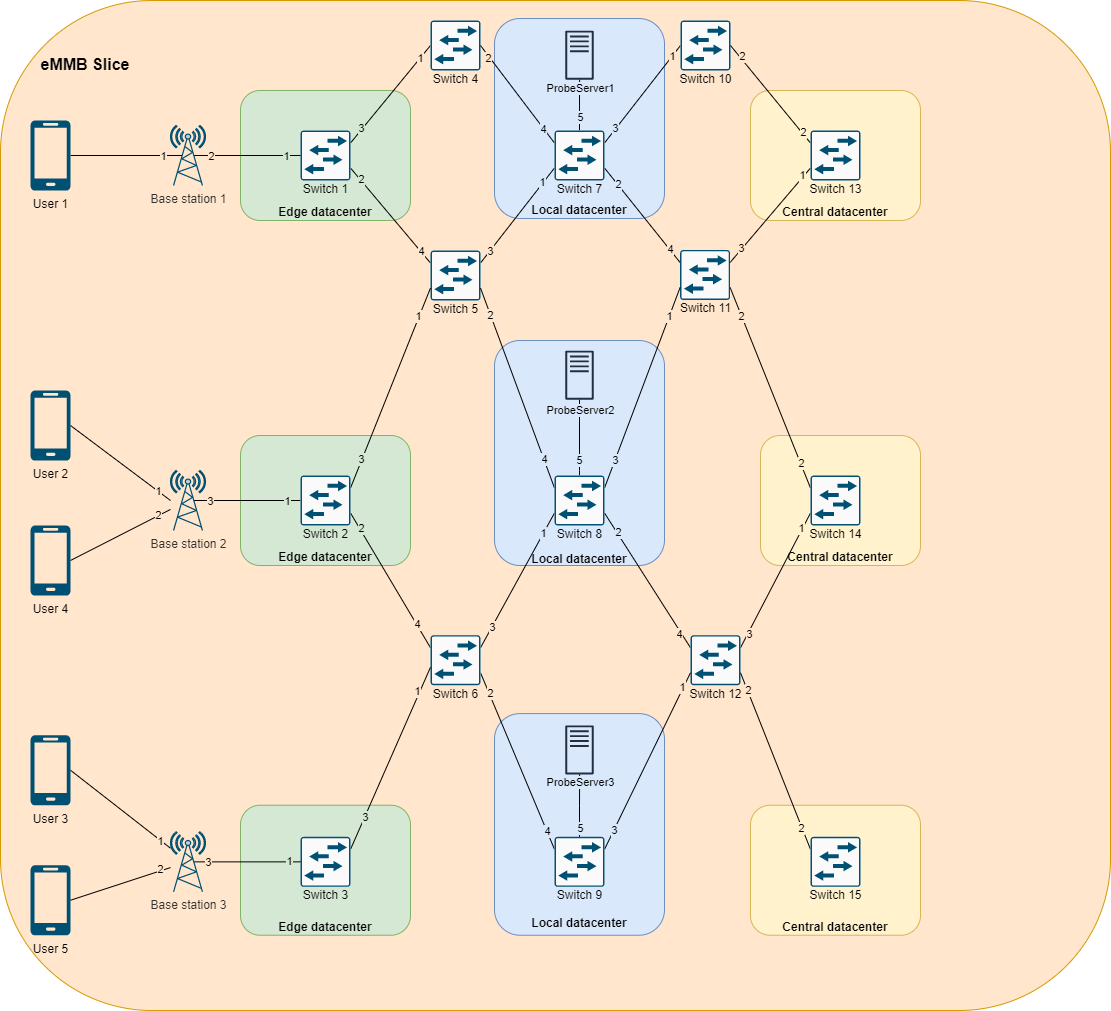 eMMB Slice
Switch 4
1
2
ProbeServer1
5
Switch 10
1
2
User 1
1
2
Base station 1
1
3
Switch 1
2
Edge datacenter
4
3
Switch 7
1
2
Local datacenter
2
Switch 13
1
Central datacenter
4
3
Switch 5
1
2
4
3
Switch 11
1
2
User 2
User 4
1
2
3
Base station 2
1
3
Switch 2
2
Edge datacenter
ProbeServer2
4
5
3
Switch 8
1
2
Local datacenter
2
Switch 14
1
Central datacenter
4
3
Switch 6
1
2
4
3
Switch 12
1
2
User 3
User 5
1
2
3
Base station 3
1
3
Switch 3
Edge datacenter
ProbeServer3
4
5
3
Switch 9
Local datacenter
2
Switch 15
Central datacenter